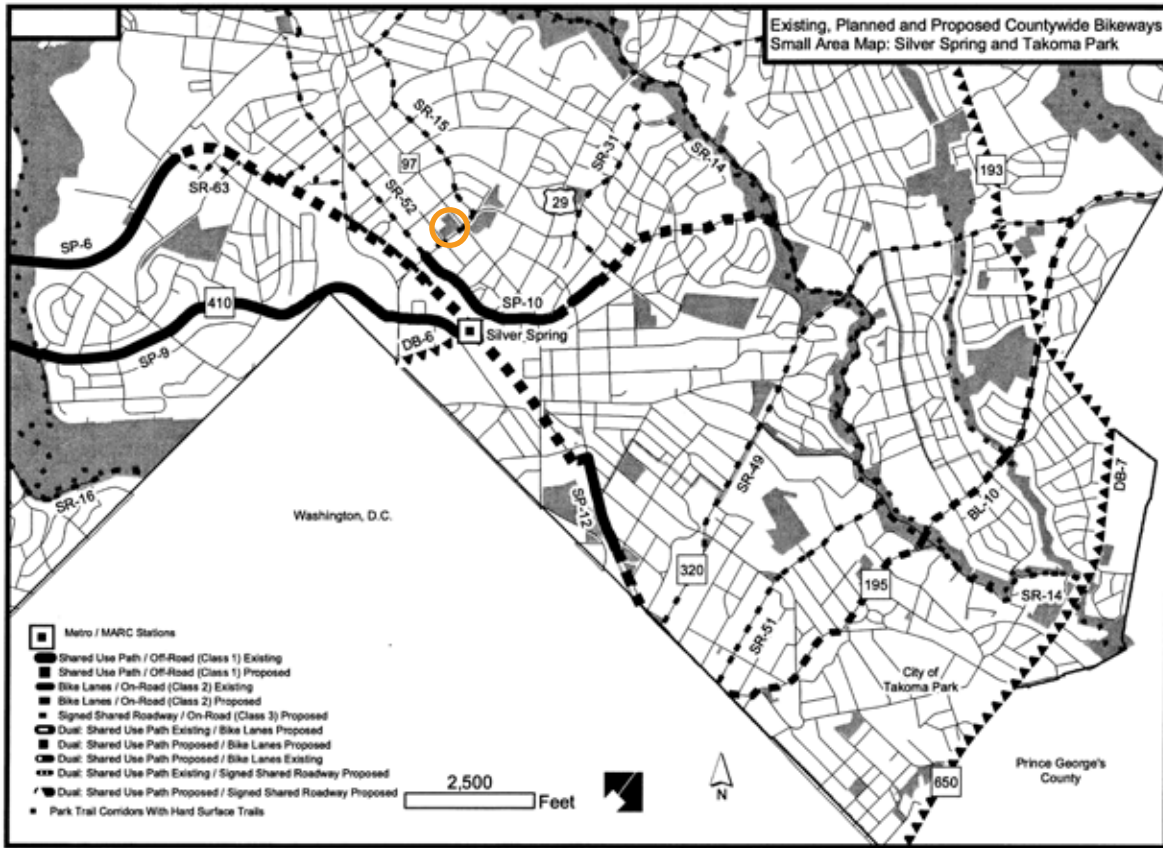 Existing, Planned and Proposed Countywide Bikeways
Small Area Map: Silver Spring and Takoma Park
SR-15
SR-31
SR-14
97
193
SR-63
SR-52
29
SP-6
410
SP-10
SP-9
DB-6
Silver Spring
SR-16
SR-49
DB-7
Washington, D.C.
SP-12
BL-10
320
195
SR-14
SR-51
City of
Takoma Park
Prince George's
County
650
Metro / MARC Stations
Shared Use Path / Off-Road (Class 1) Existing
Shared Use Path / Off-Road (Class 1) Proposed
Bike Lanes / On-Road (Class 2) Existing
Bike Lanes / On-Road (Class 2) Proposed
Signed Shared Roadway / On-Road (Class 3) Proposed
Dual: Shared Use Path Existing / Bike Lanes Proposed
Dual: Shared Use Path Proposed / Bike Lanes Proposed
Dual: Shared Use Path Proposed / Bike Lanes Existing
Dual: Shared Use Path Existing / Signed Shared Roadway Proposed
Dual: Shared Use Path Proposed / Signed Shared Roadway Proposed
Park Trail Corridors With Hard Surface Trails
2,500
Feet
N